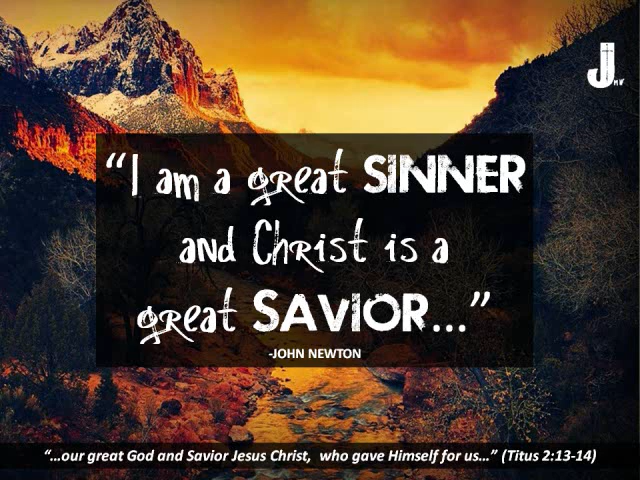 J
“I am a great SINNER
and Christ is a
great SAVIOR...”
-JOHN NEWTON
“...our great God and Savior Jesus Christ, who gave Himself for us...” (Titus 2:13-14)